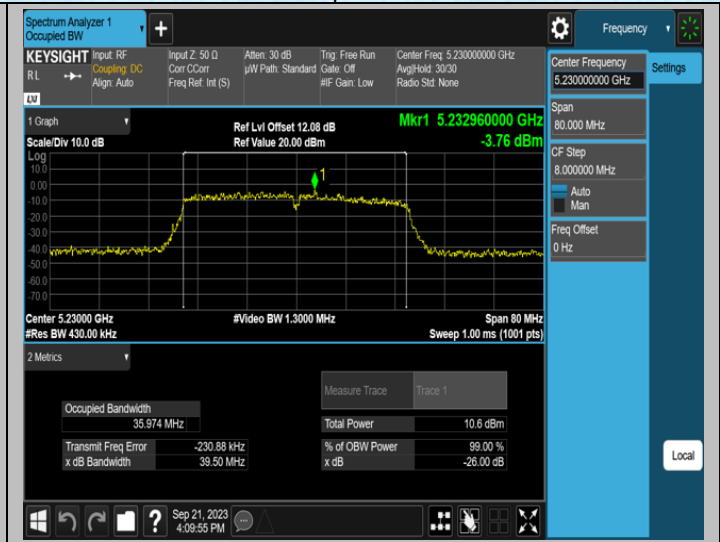 Spectrum Analyzer 1
Occupied BW
Frequency
KEYSIGHT
RL
Input: RF
Coupling: DC
Align: Auto
Input Z: 50 Ω
Corr CCorr
Freq Ref: Int (S)
Atten: 30 dB
µW Path: Standard
Trig: Free Run
Gate: Off
#IF Gain: Low
Center Freq: 5.230000000 GHz
Avg|Hold: 30/30
Radio Std: None
LXI
Center Frequency
5.230000000 GHz
Settings
Span
80.000 MHz
CF Step
8.000000 MHz
Auto
Man
Freq Offset
0 Hz
1 Graph
Scale/Div 10.0 dB
Ref Lvl Offset 12.08 dB
Ref Value 20.00 dBm
Mkr1 5.232960000 GHz
-3.76 dBm
Log
10.0
0.00
-10.0
-20.0
-30.0
-40.0
-50.0
-60.0
-70.0
1
Center 5.23000 GHz
#Res BW 430.00 kHz
#Video BW 1.3000 MHz
Span 80 MHz
Sweep 1.00 ms (1001 pts)
2 Metrics
Measure Trace Trace 1
Occupied Bandwidth
35.974 MHz
Total Power 10.6 dBm
Transmit Freq Error -230.88 kHz
% of OBW Power 99.00 %
x dB Bandwidth 39.50 MHz
x dB -26.00 dB
Local
?
Sep 21, 2023
4:09:55 PM